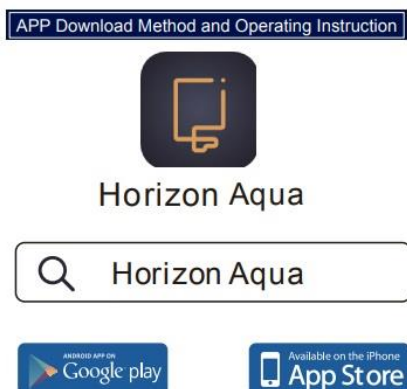 APP Download Method and Operating Instruction
Horizon Aqua
Horizon Aqua
ANDROID APP ON
Google play
Available on the iPhone
App Store